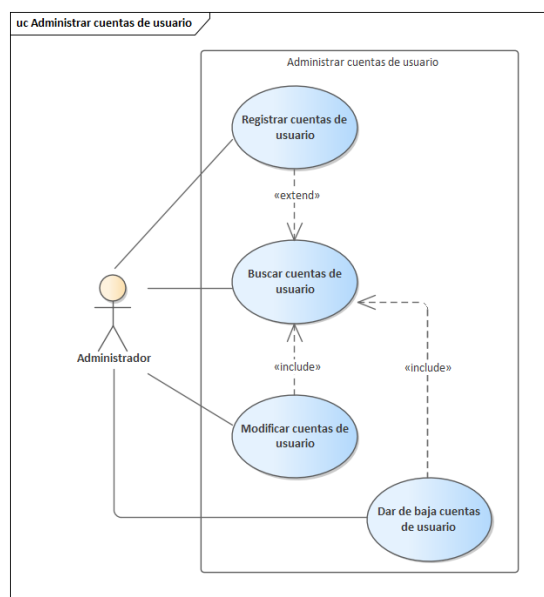 uc Administrar cuentas de usuario
Administrar cuentas de usuario
Registrar cuentas de
usuario
«extend»
Buscar cuentas de
usuario
Administrador
«include»
«include»
Modificar cuentas de
usuario
Dar de baja cuentas
de usuario